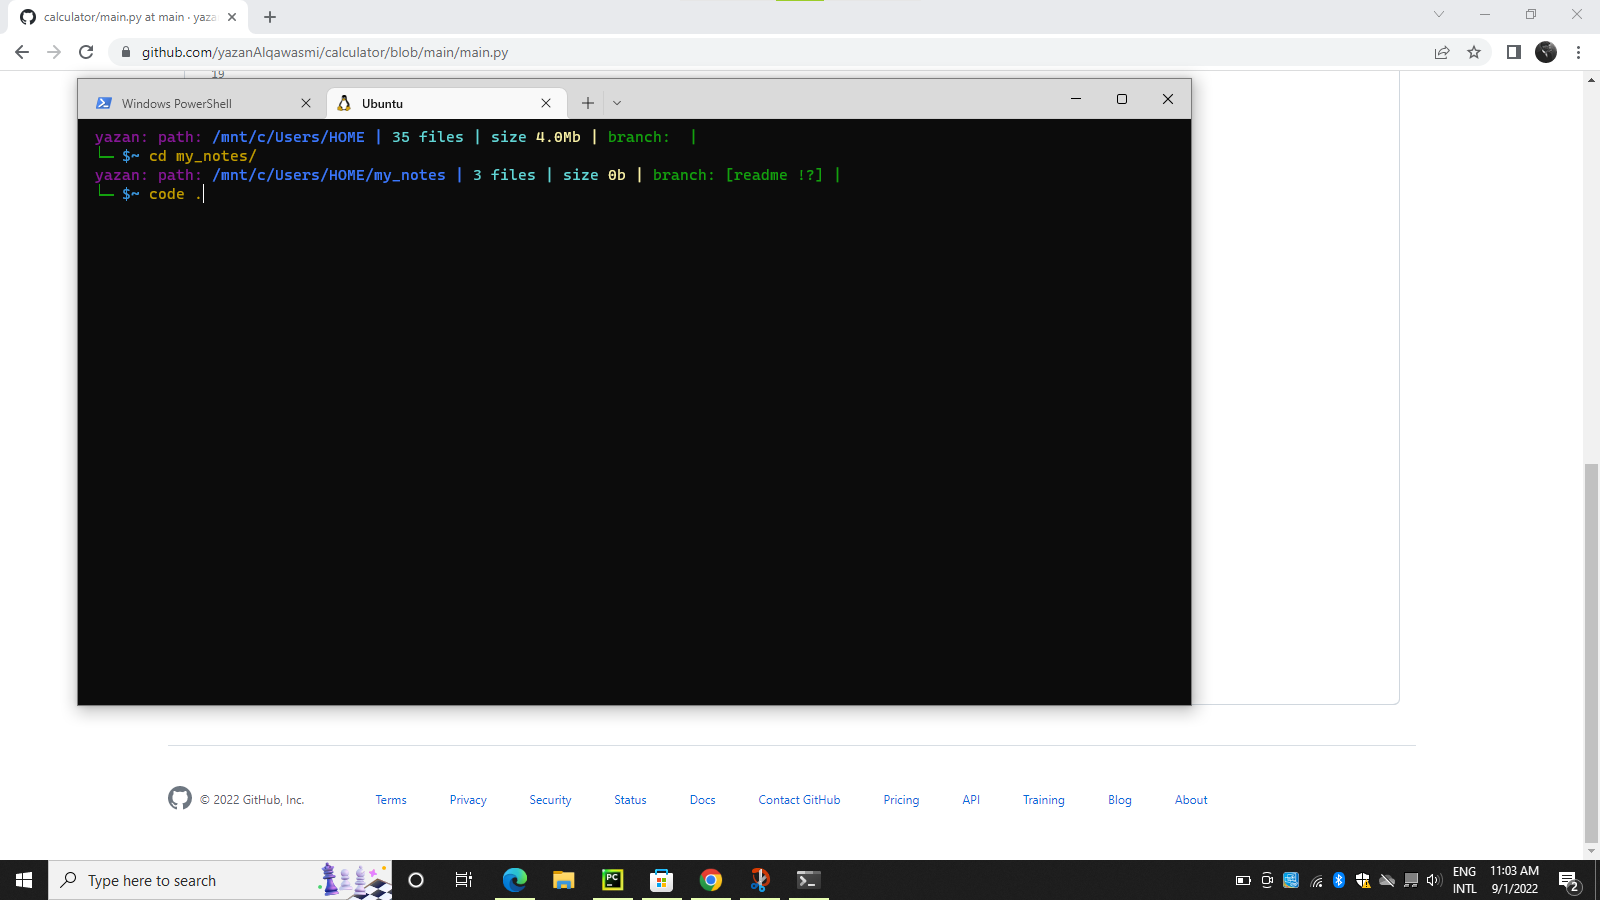 calculator/main.py at main · yaza
github.com/yazanAlqawasmi/calculator/blob/main/main.py
19
Windows PowerShell
Ubuntu
yazan: path: /mnt/c/Users/HOME | 35 files | size 4.0Mb | branch:  |
└─ $~ cd my_notes/
yazan: path: /mnt/c/Users/HOME/my_notes | 3 files | size 0b | branch: [readme !?] |
└─ $~ code .
© 2022 GitHub, Inc. Terms Privacy Security Status Docs Contact GitHub Pricing API Training Blog About
Type here to search
PC
ENG 11:03 AM
INTL 9/1/2022
2